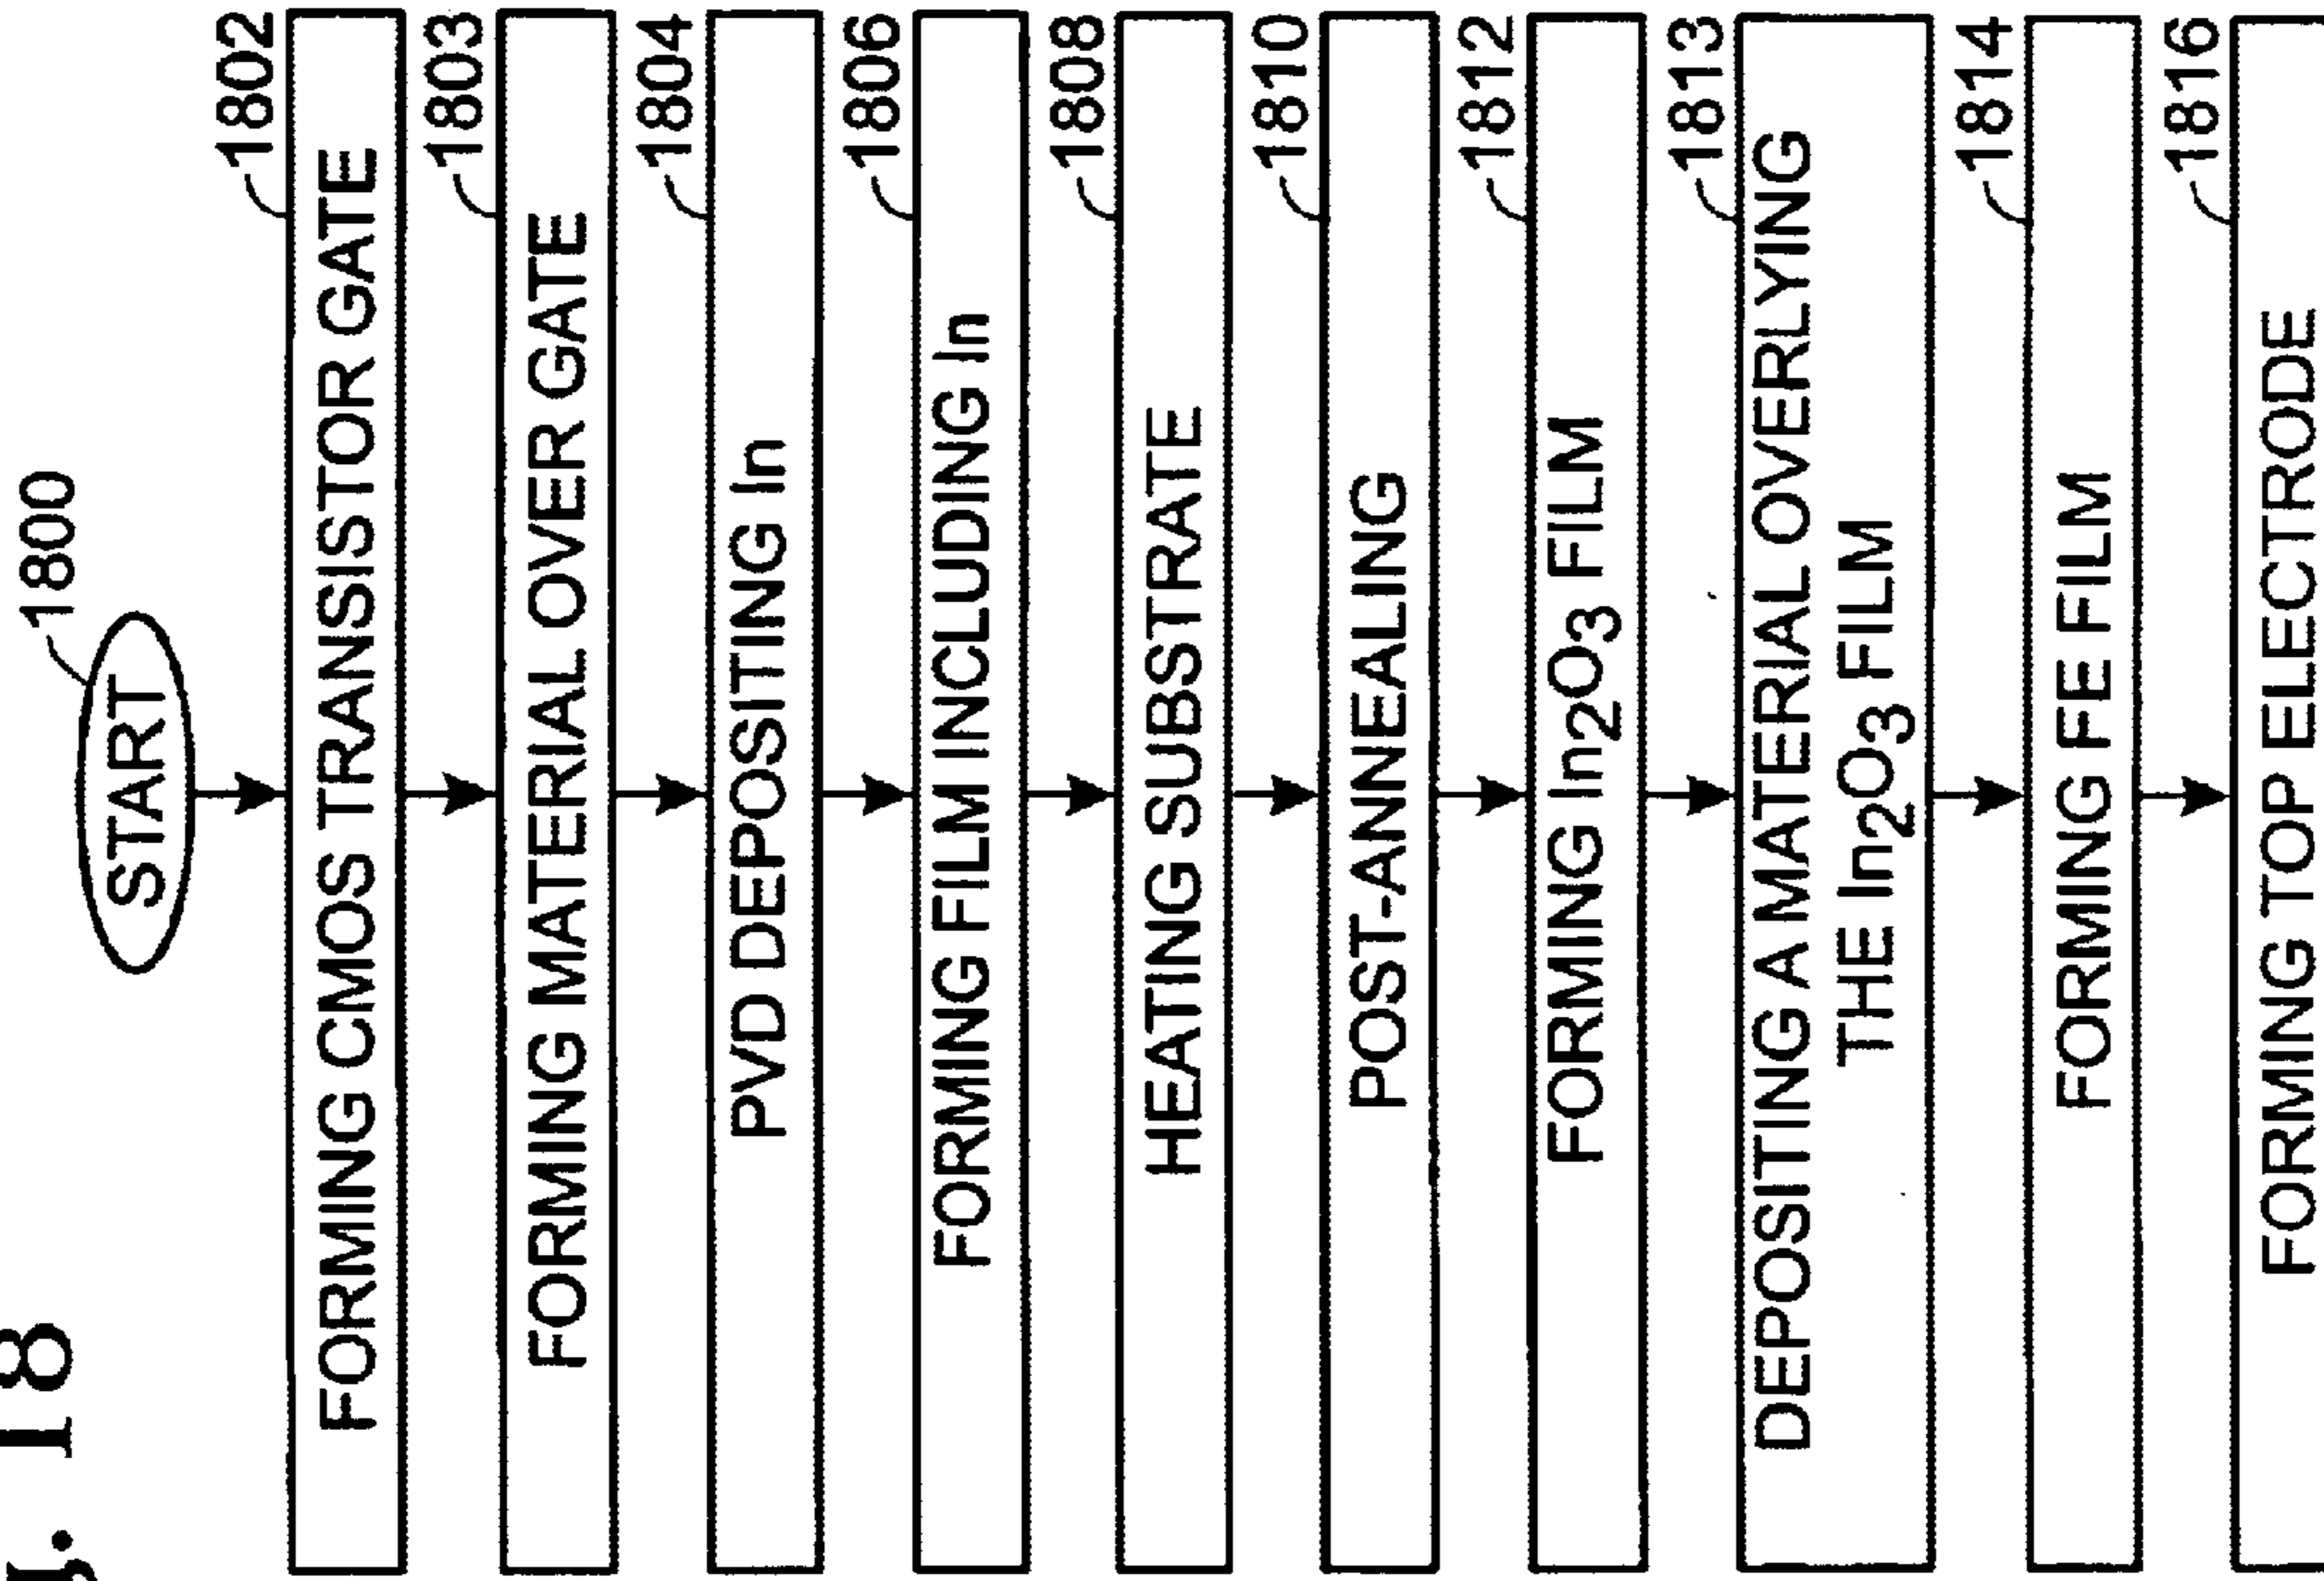 g. 18
START
1800
FORMING CMOS TRANSISTOR GATE
1802
FORMING MATERIAL OVER GATE
1803
PVD DEPOSITING In
1804
FORMING FILM INCLUDING In
1806
HEATING SUBSTRATE
1808
POST-ANNEALING
1810
FORMING In2O3 FILM
1812
DEPOSITING A MATERIAL OVERLYING
THE In2O3 FILM
1813
FORMING FE FILM
1814
FORMING TOP ELECTRODE
1816